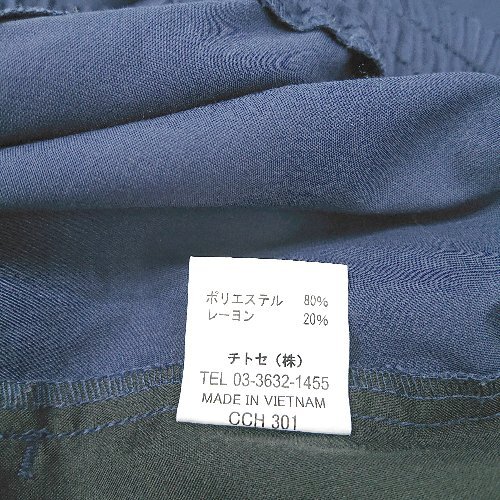 ポリエステル 80%
レーヨン 20%
チトセ（株）
TEL 03-3632-1455
MADE IN VIETNAM
CCH 301